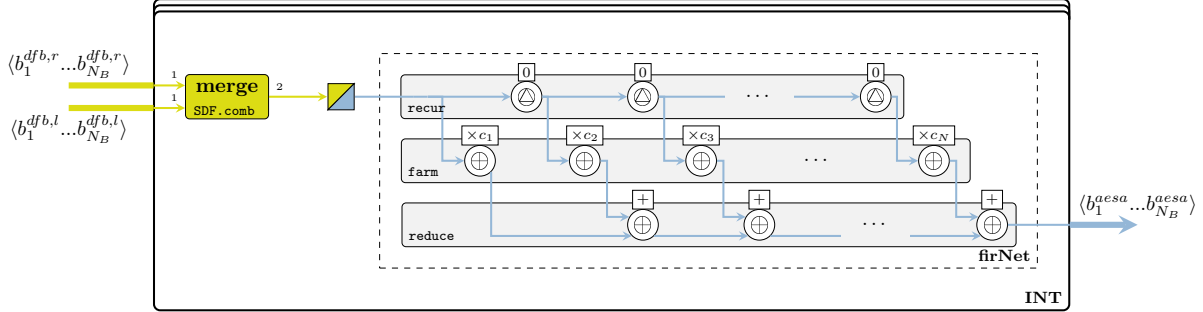 ⟨b_1^{dfb,r}...b_{N_B}^{dfb,r}⟩
1
merge
SDF.comb
1
2
⟨b_1^{dfb,l}...b_{N_B}^{dfb,l}⟩
0 0 0
recur
···
×c_1 ×c_2 ×c_3 ×c_N
farm
···
+ + +
reduce
···
firNet
⟨b_1^{aesa}...b_{N_B}^{aesa}⟩
INT